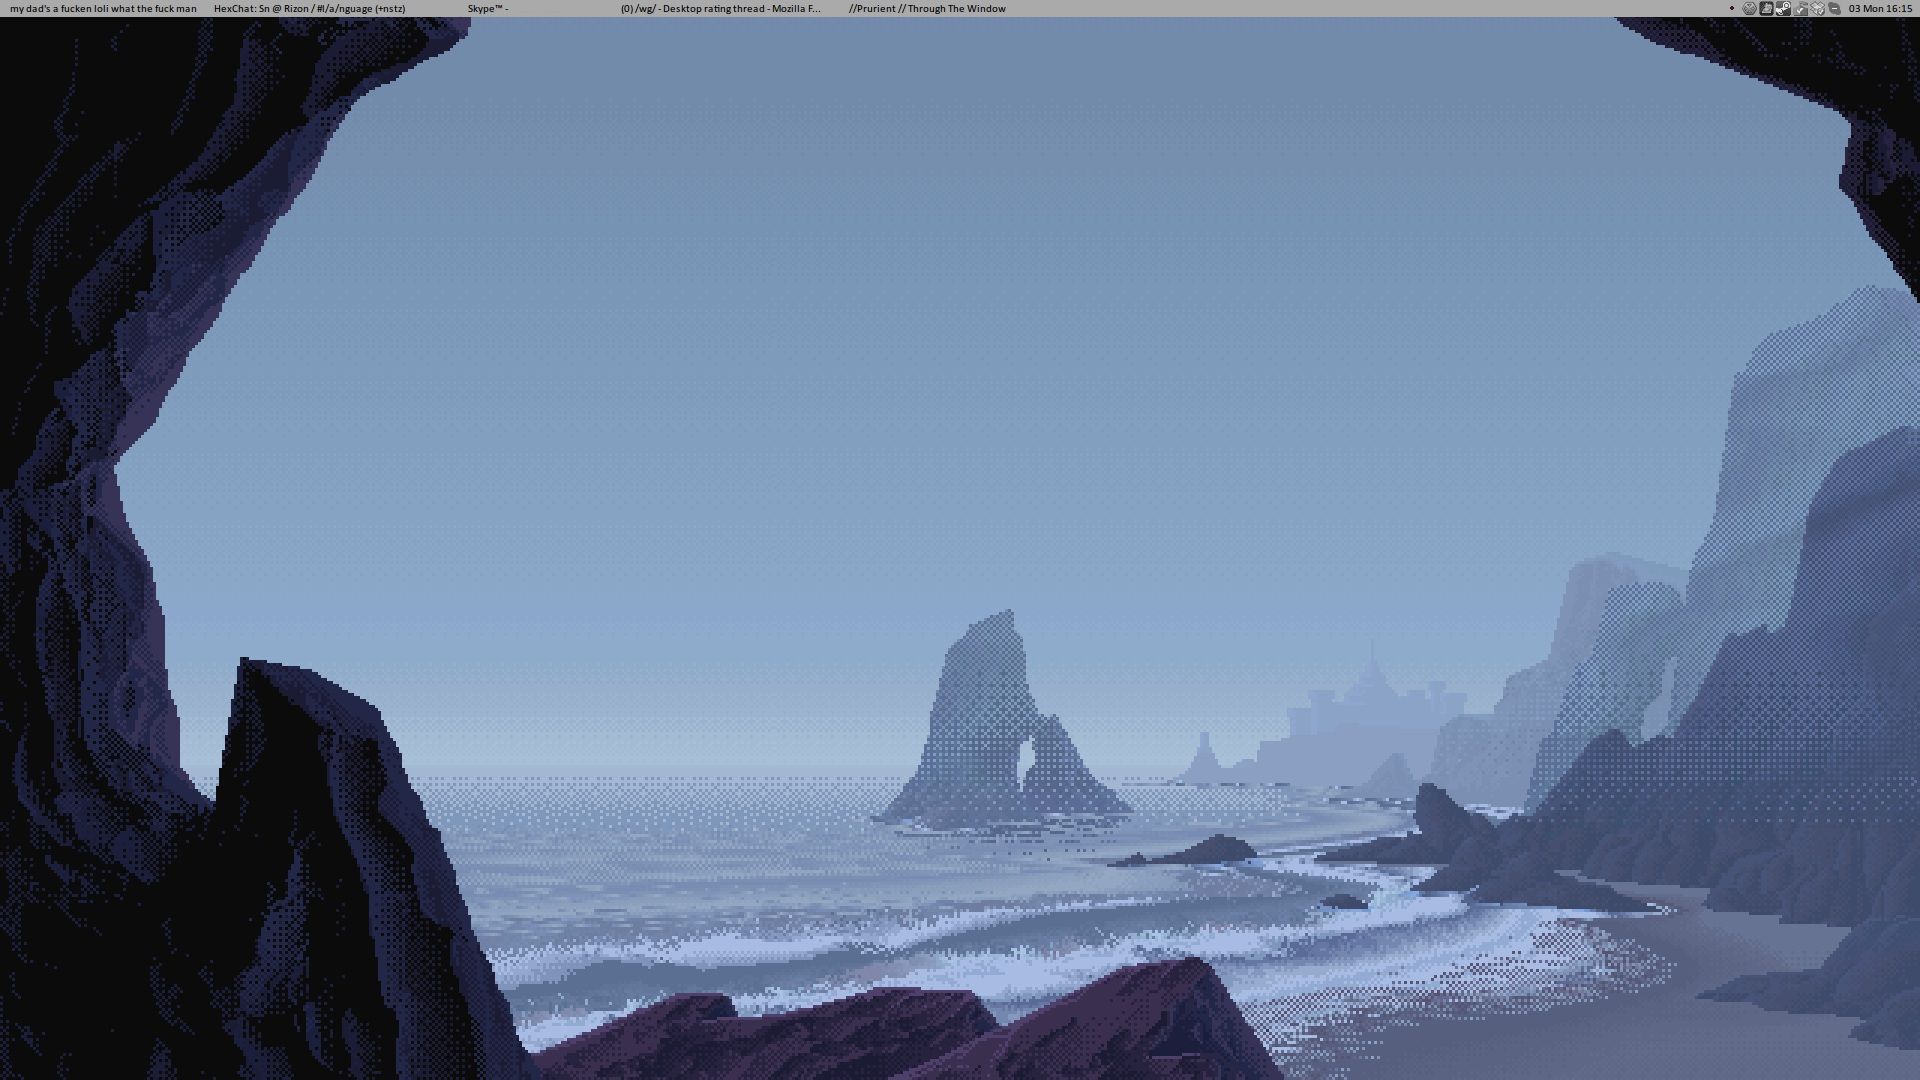 my dad's a fucken loli what the fuck man HexChat: Sn @ Rizon / #l/a/nguage (+nstz) Skype™ - (0) /wg/ - Desktop rating thread - Mozilla F... //Prurient // Through The Window 03 Mon 16:15